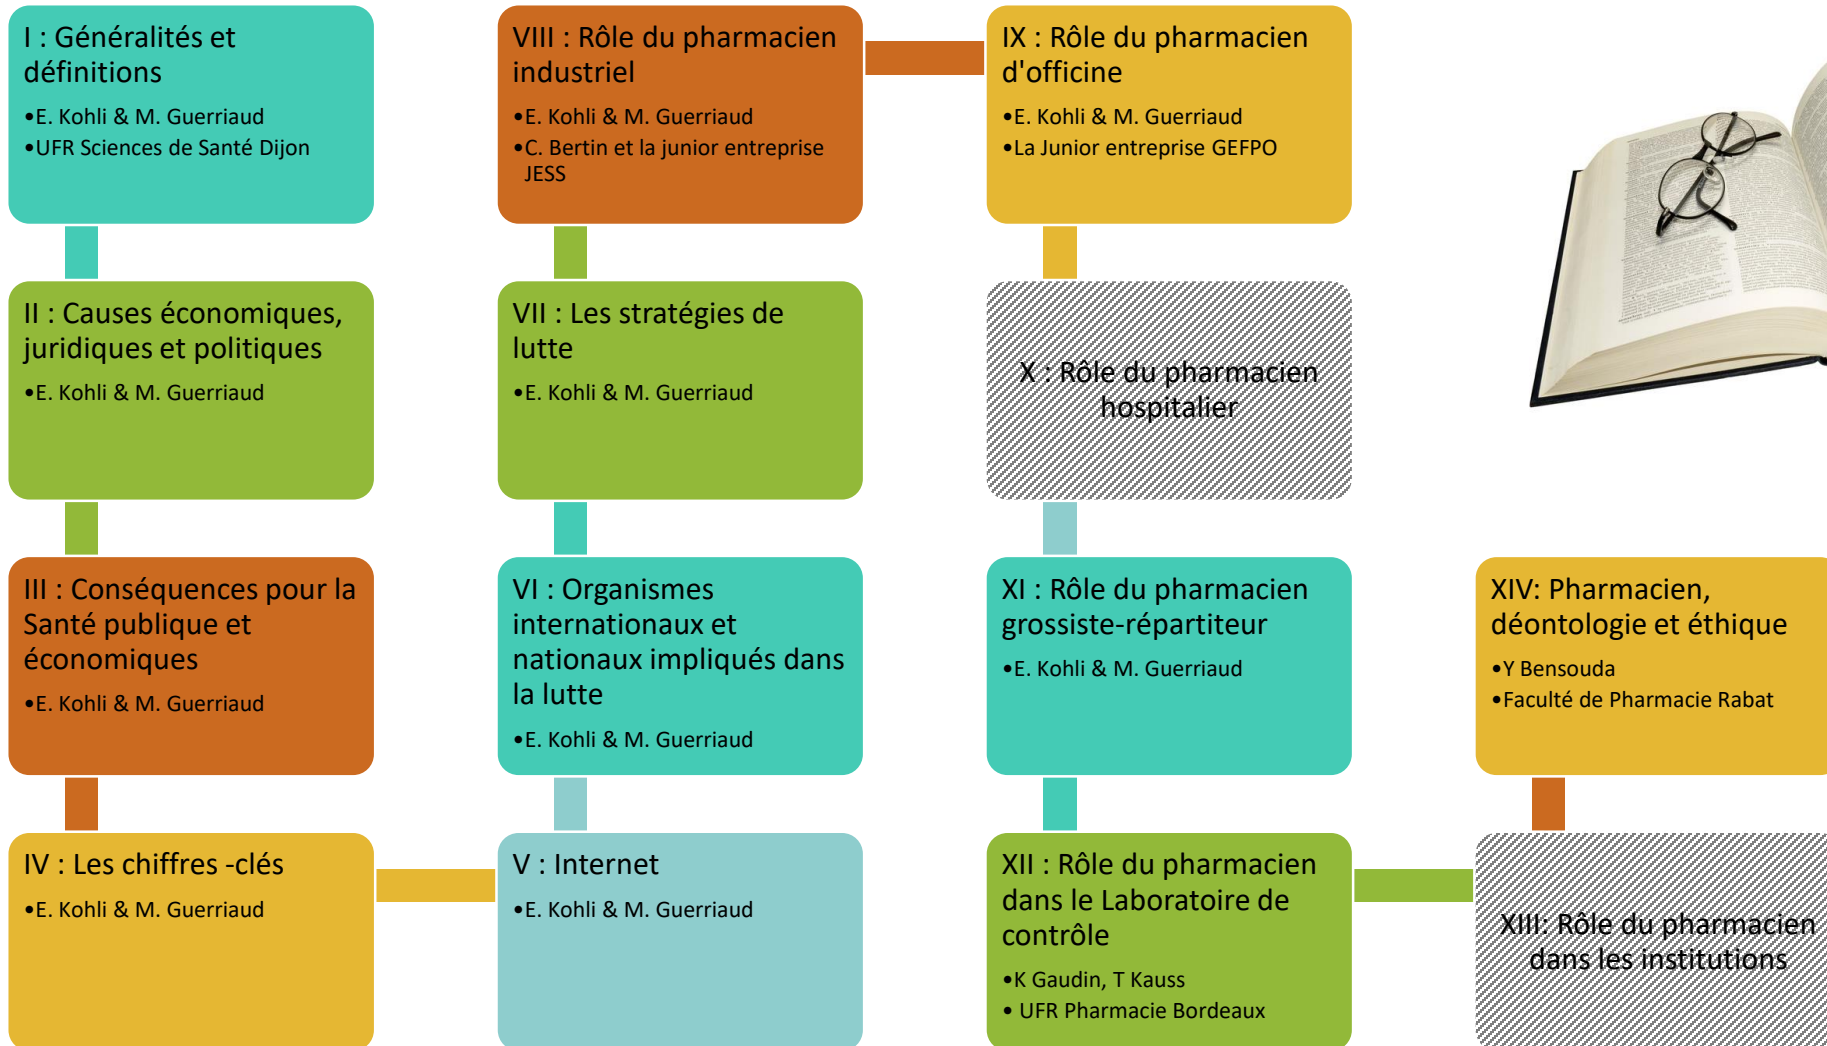 I : Généralités et
définitions
•E. Kohli & M. Guerriaud
•UFR Sciences de Santé Dijon
II : Causes économiques,
juridiques et politiques
•E. Kohli & M. Guerriaud
III : Conséquences pour la
Santé publique et
économiques
•E. Kohli & M. Guerriaud
IV : Les chiffres -clés
•E. Kohli & M. Guerriaud
V : Internet
•E. Kohli & M. Guerriaud
VI : Organismes
internationaux et
nationaux impliqués dans
la lutte
•E. Kohli & M. Guerriaud
VII : Les stratégies de
lutte
•E. Kohli & M. Guerriaud
VIII : Rôle du pharmacien
industriel
•E. Kohli & M. Guerriaud
•C. Bertin et la junior entreprise
JESS
IX : Rôle du pharmacien
d'officine
•E. Kohli & M. Guerriaud
•La Junior entreprise GEFPO
X : Rôle du pharmacien
hospitalier
XI : Rôle du pharmacien
grossiste-répartiteur
•E. Kohli & M. Guerriaud
XII : Rôle du pharmacien
dans le Laboratoire de
contrôle
•K Gaudin, T Kauss
• UFR Pharmacie Bordeaux
XIII: Rôle du pharmacien
dans les institutions
XIV: Pharmacien,
déontologie et éthique
•Y Bensouda
•Faculté de Pharmacie Rabat